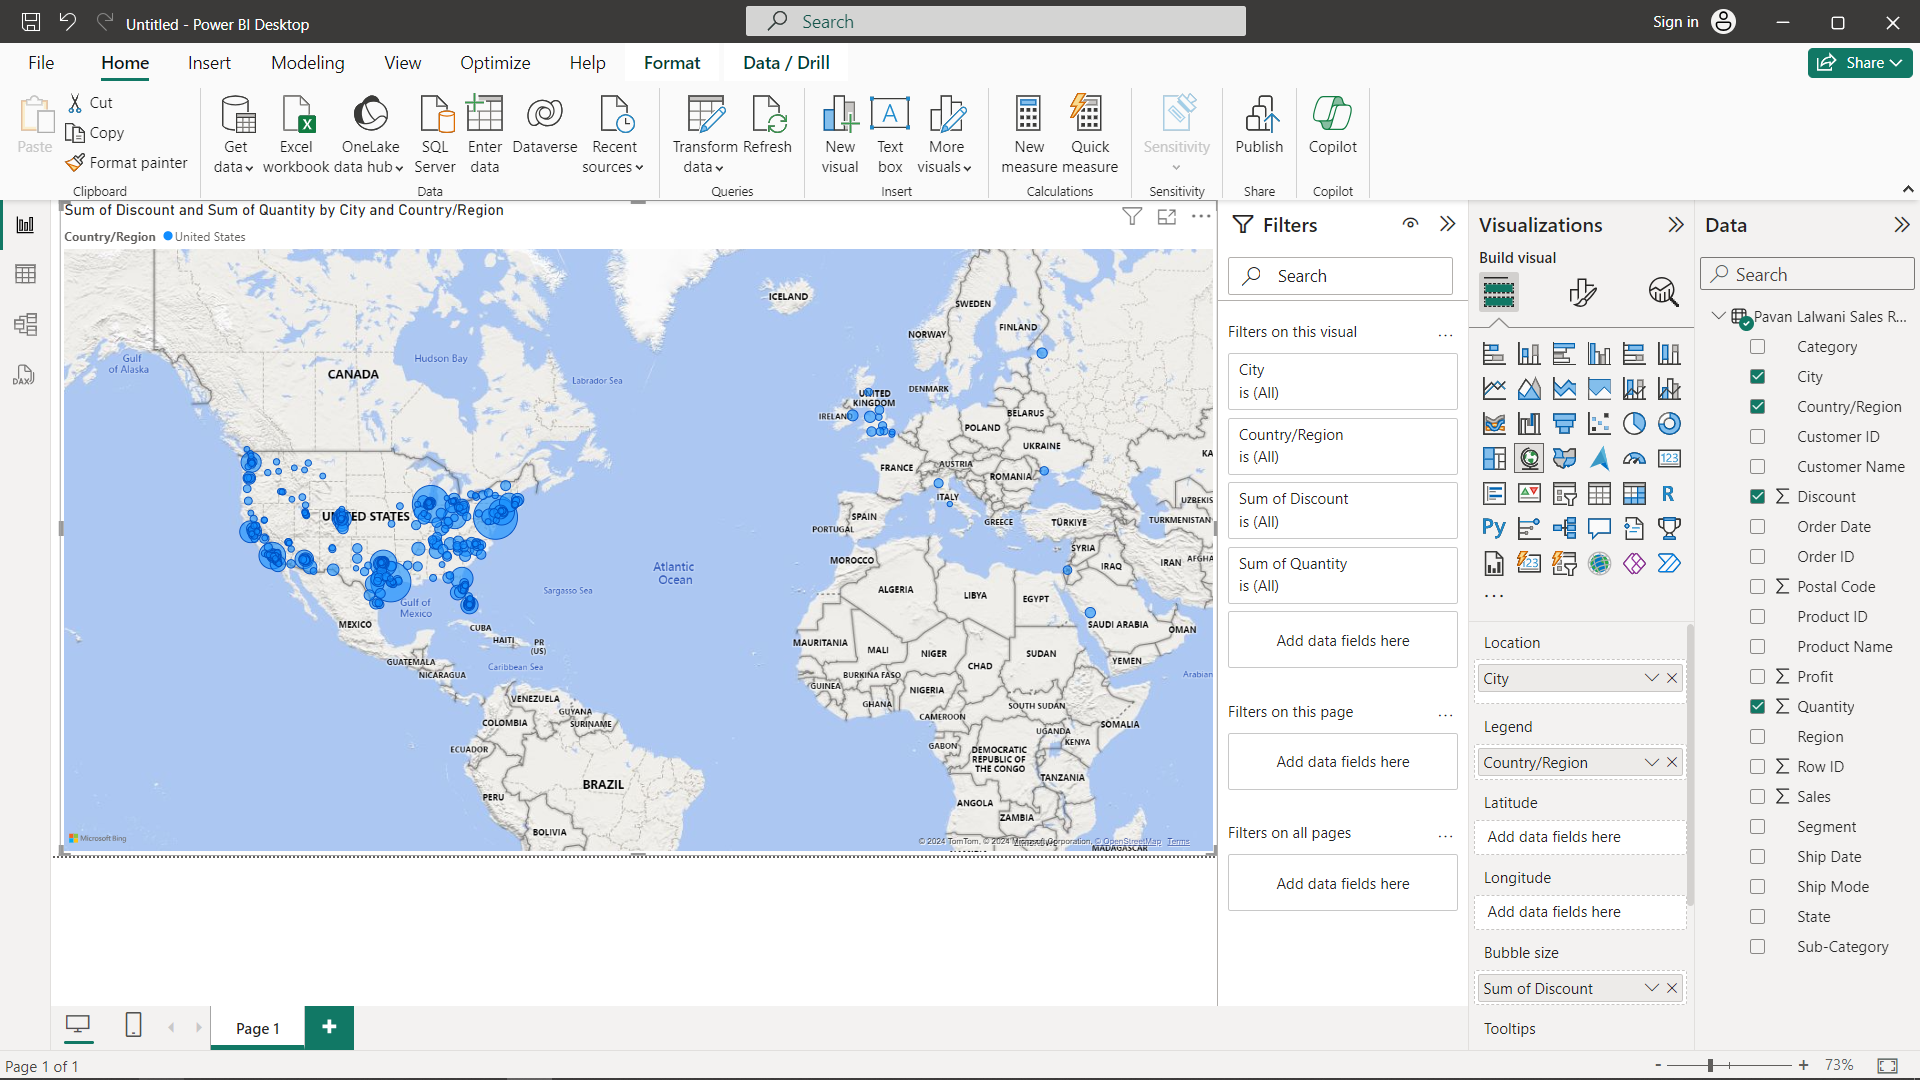 Untitled - Power BI Desktop
Search
Sign in
File
Home
Insert
Modeling
View
Optimize
Help
Format
Data / Drill
Share
Paste
Cut
Copy
Format painter
Clipboard
Get data
Excel workbook
OneLake data hub
SQL Server
Enter data
Dataverse
Recent sources
Data
Transform data
Refresh
Queries
New visual
Text box
More visuals
Insert
New measure
Quick measure
Calculations
Sensitivity
Sensitivity
Publish
Share
Copilot
Copilot
Sum of Discount and Sum of Quantity by City and Country/Region
Country/Region United States
ICELAND
SWEDEN
NORWAY
FINLAND
Gulf of Alaska
Hudson Bay
CANADA
Labrador Sea
UNITED KINGDOM
DENMARK
IRELAND
BELARUS
POLAND
UKRAINE
KA
FRANCE
AUSTRIA
ROMANIA
ITALY
UZBEKIS
UNITED STATES
SPAIN
PORTUGAL
GREECE
TÜRKIYE
TURKMENISTAN
SYRIA
MOROCCO
IRAQ
IRAN
AFGHA
Atlantic Ocean
Sargasso Sea
ALGERIA
LIBYA
EGYPT
Gulf of Mexico
MEXICO
CUBA
HAITI
PR (US)
SAUDI ARABIA
OMAN
MAURITANIA
MALI
NIGER
SUDAN
CHAD
YEMEN
GUATEMALA
NICARAGUA
Caribbean Sea
BURKINA FASO
Arabian
GUINEA
GHANA
NIGERIA
SOUTH SUDAN
VENEZUELA
GUYANA
SURINAME
COLOMBIA
CAMEROON
SOMALIA
UGANDA
KENYA
ECUADOR
GABON
DEMOCRATIC REPUBLIC OF THE CONGO
TANZANIA
BRAZIL
PERU
ANGOLA
ZAMBIA
BOLIVIA
MADAGASCAR
Microsoft Bing
© 2024 TomTom, © 2024 Microsoft Corporation, © OpenStreetMap Terms
Filters
Search
Filters on this visual
...
City
is (All)
Country/Region
is (All)
Sum of Discount
is (All)
Sum of Quantity
is (All)
Add data fields here
Filters on this page
...
Add data fields here
Filters on all pages
...
Add data fields here
Visualizations
Build visual
123
R
Py
123
...
Location
City
Legend
Country/Region
Latitude
Add data fields here
Longitude
Add data fields here
Bubble size
Sum of Discount
Tooltips
Data
Search
Pavan Lalwani Sales R...
Category
City
Country/Region
Customer ID
Customer Name
Discount
Order Date
Order ID
Postal Code
Product ID
Product Name
Profit
Quantity
Region
Row ID
Sales
Segment
Ship Date
Ship Mode
State
Sub-Category
Page 1
Page 1 of 1
- + 73%